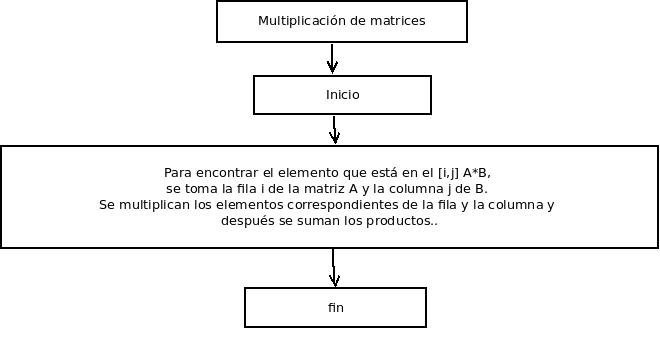 Multiplicación de matrices
Inicio
Para encontrar el elemento que está en el [i,j] A*B,
se toma la fila i de la matriz A y la columna j de B.
Se multiplican los elementos correspondientes de la fila y la columna y
después se suman los productos..
fin